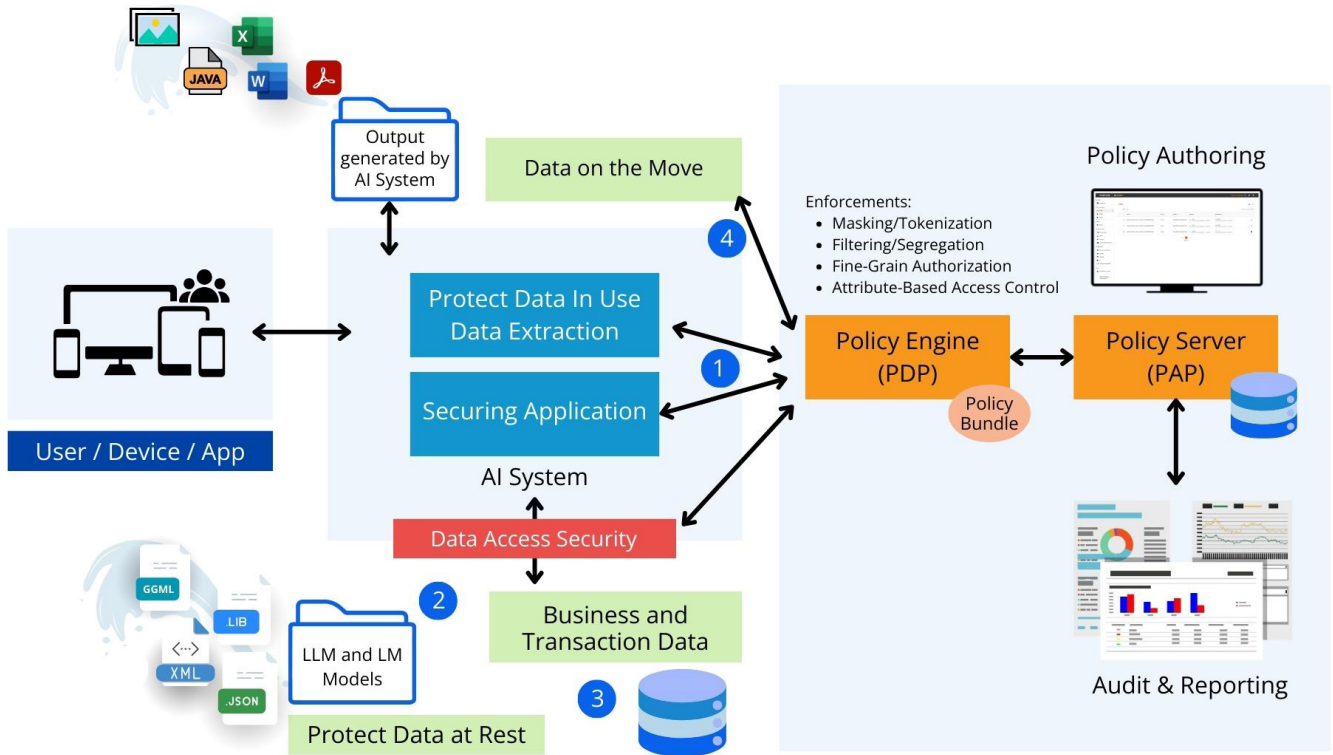 X
JAVA
W
Output
generated by
AI System
Data on the Move
4
Policy Authoring
Enforcements:
• Masking/Tokenization
• Filtering/Segregation
• Fine-Grain Authorization
• Attribute-Based Access Control
Protect Data In Use
Data Extraction
1
Securing Application
AI System
User / Device / App
Policy Engine
(PDP)
Policy
Bundle
Policy Server
(PAP)
Data Access Security
2
GGML
.LIB
<··>
XML
.JSON
LLM and LM
Models
Protect Data at Rest
Business and
Transaction Data
3
Audit & Reporting